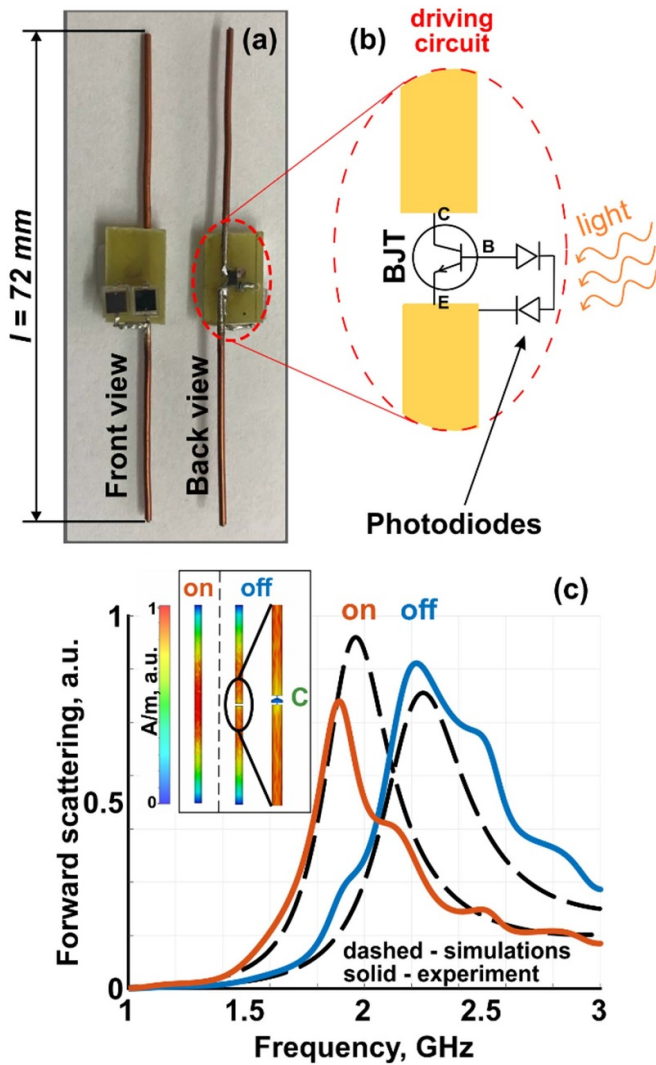 (a)
l = 72 mm
Front view
Back view
(b)
driving
circuit
C
B
BJT
E
light
Photodiodes
(c)
on
off
on
off
1
A/m, a.u.
0
C
Forward scattering, a.u.
1
0.5
0
dashed - simulations
solid - experiment
1
1.5
2
2.5
3
Frequency, GHz